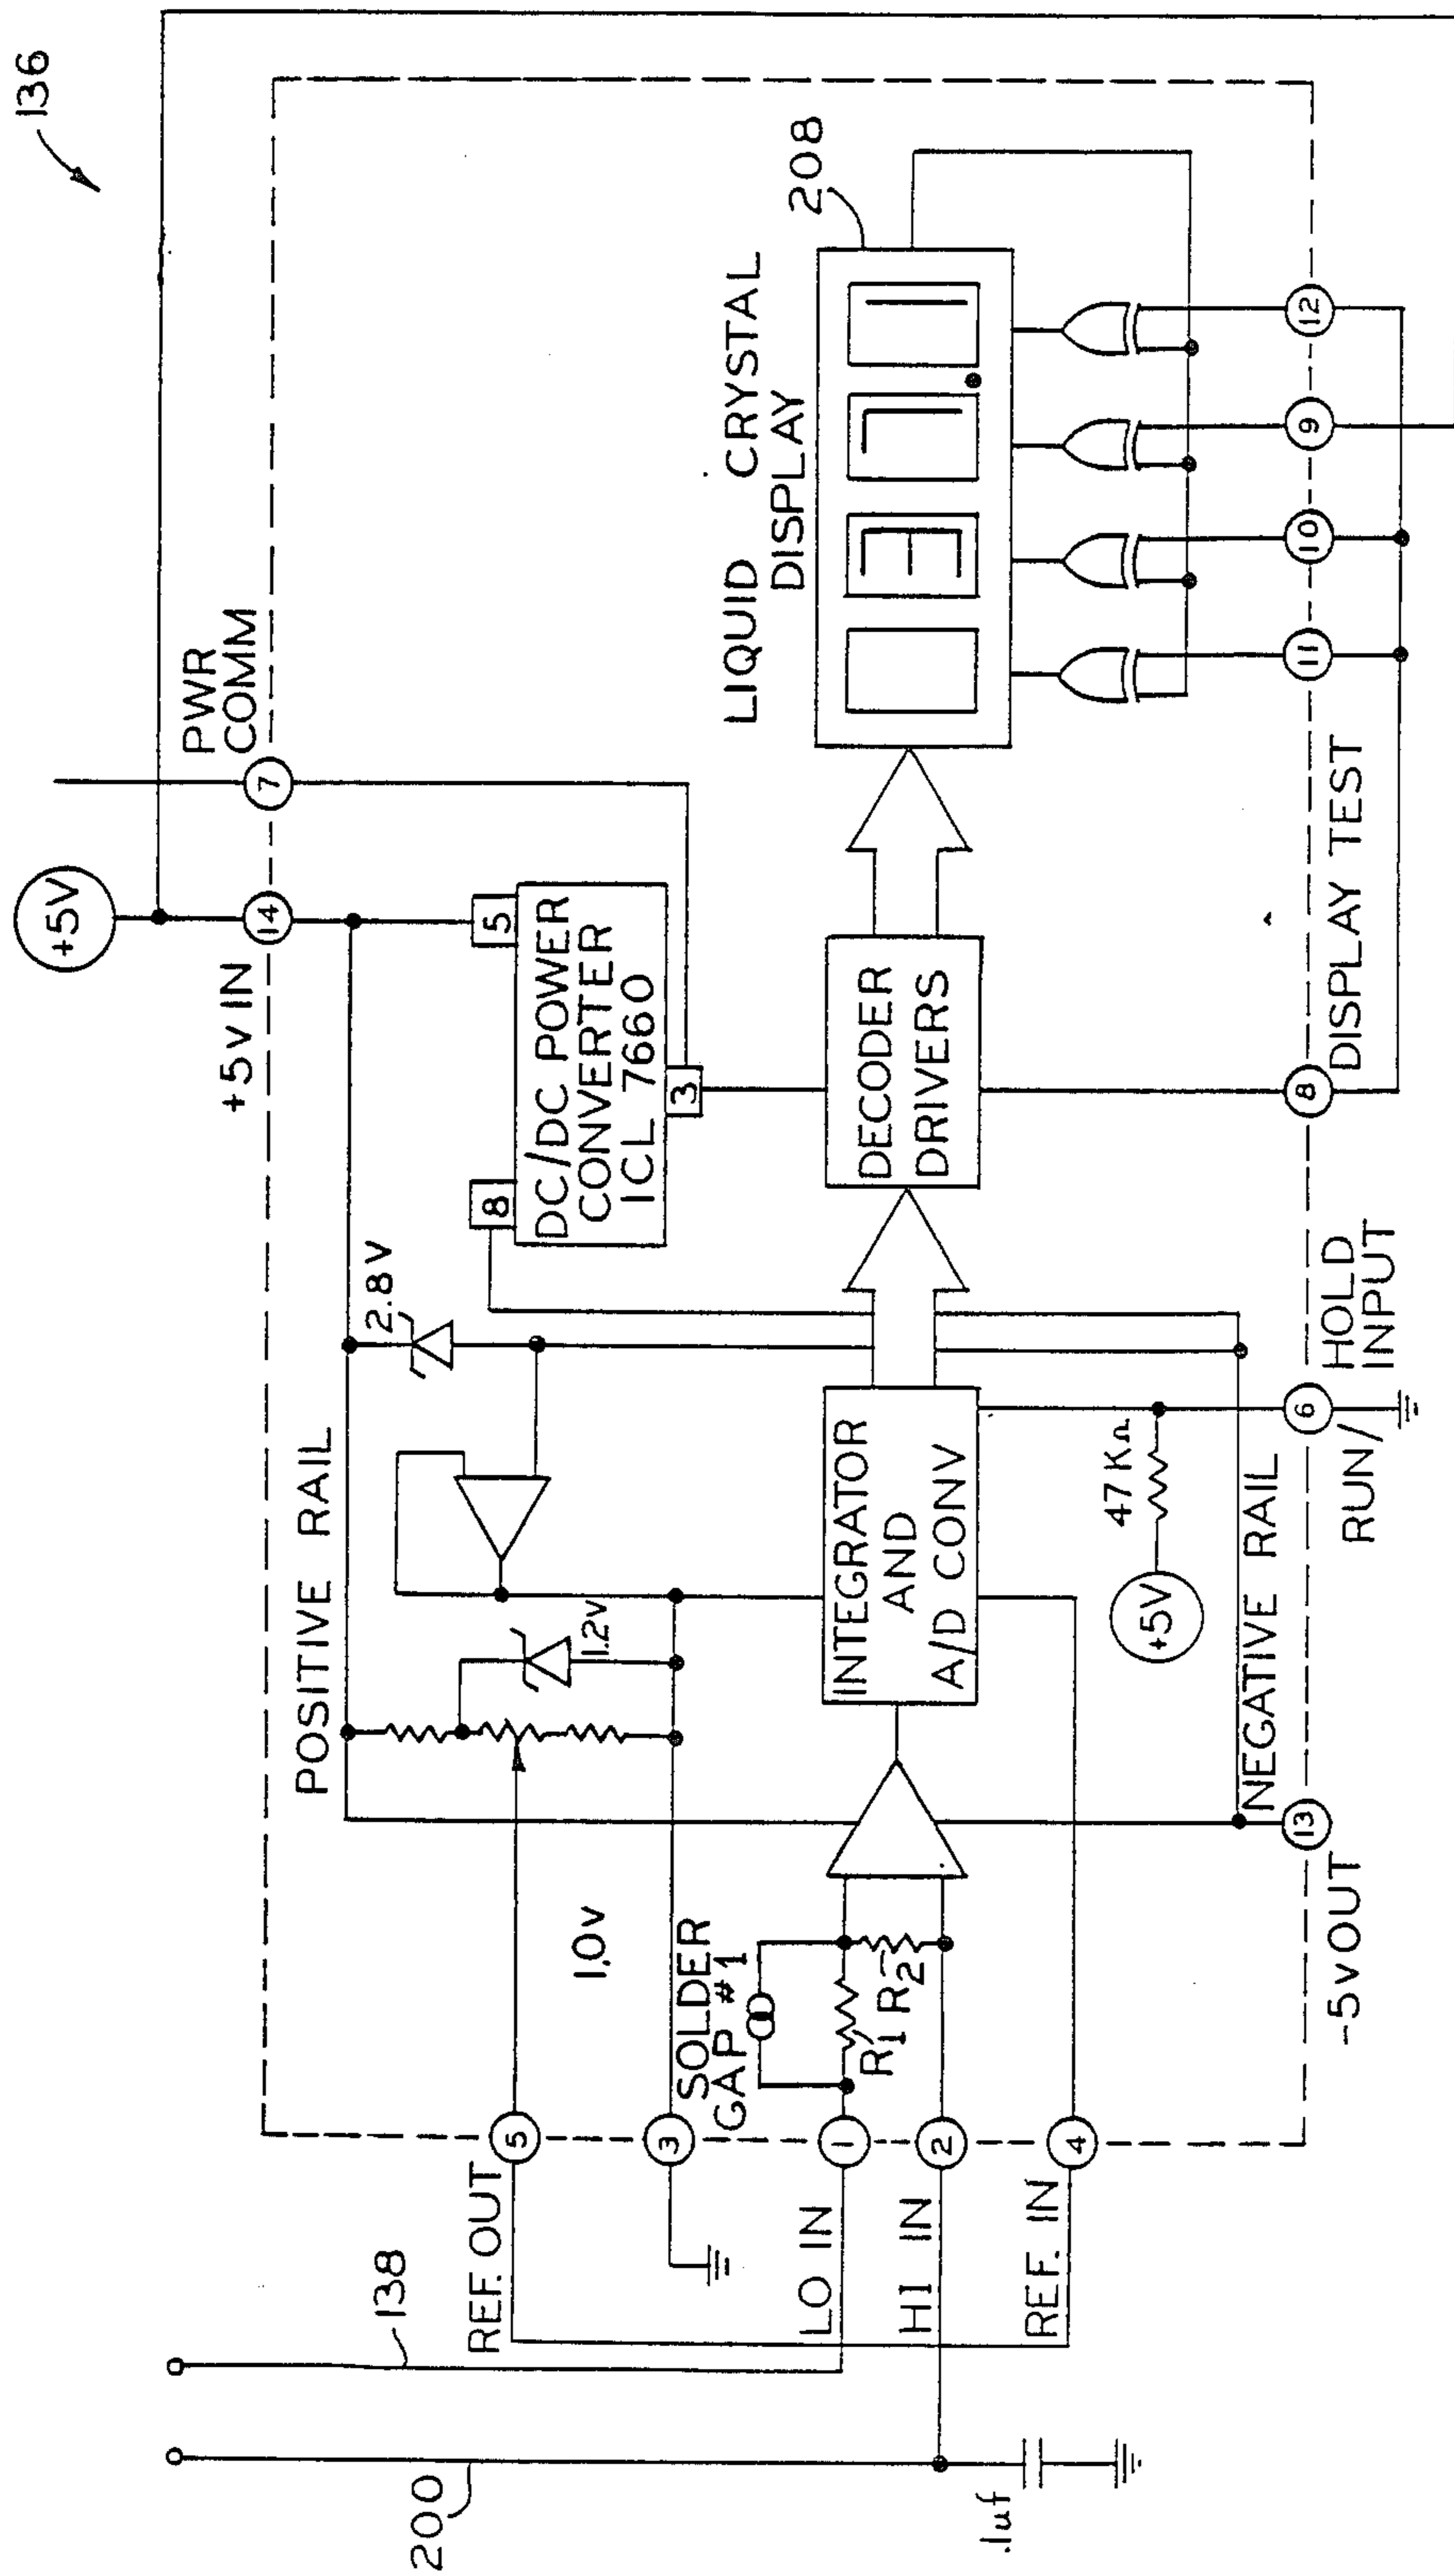 136
+5V
+5V IN
14
7
PWR
COMM
POSITIVE RAIL
2.8V
8
5
DC/DC POWER
CONVERTER
ICL 7660
3
1.2V
1.0V
LIQUID CRYSTAL
DISPLAY
208
37.1
200
138
REF. OUT
5
3
SOLDER
GAP #1
R1
R2
LO IN
1
HI IN
2
REF. IN
4
.1uf
INTEGRATOR
AND
A/D CONV
DECODER
DRIVERS
+5V
47 KΩ
NEGATIVE RAIL
13
-5V OUT
6
RUN/
HOLD
INPUT
8
DISPLAY TEST
11
10
9
12